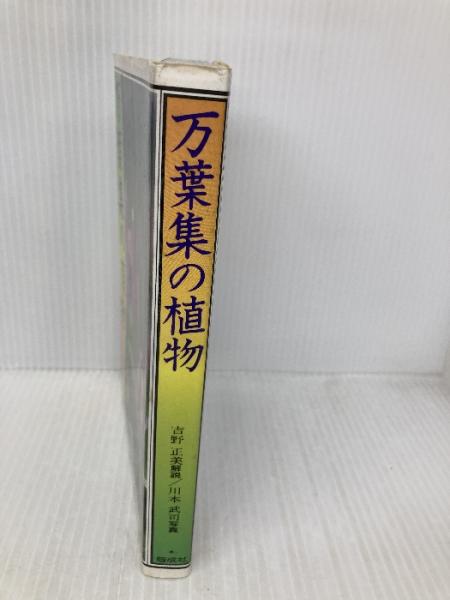 万葉集の植物
吉野正美解説/川本武司写真
偕成社